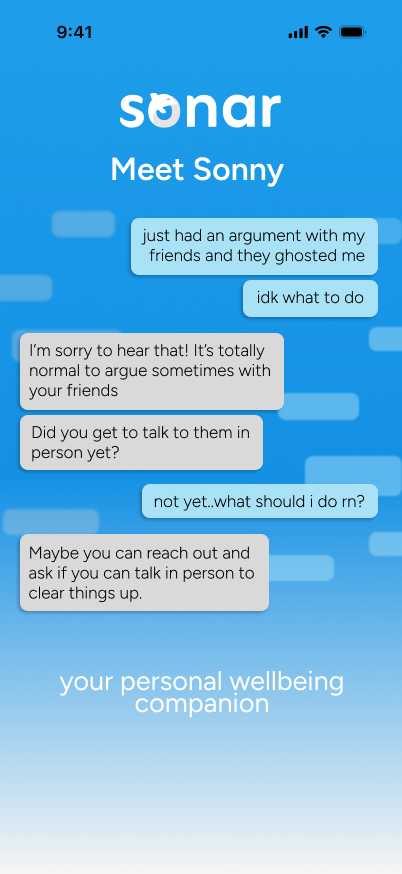 9:41
sonar
Meet Sonny
just had an argument with my
friends and they ghosted me
idk what to do
I’m sorry to hear that! It’s totally
normal to argue sometimes with
your friends
Did you get to talk to them in
person yet?
not yet..what should i do rn?
Maybe you can reach out and
ask if you can talk in person to
clear things up.
your personal wellbeing
companion